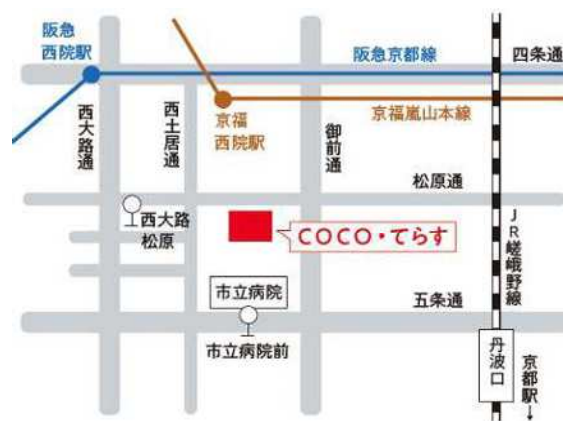 阪急
西院駅
阪急京都線
四条通
西大路通
西土居通
京福
西院駅
御前通
京福嵐山本線
松原通
西大路
松原
COCO・てらす
JR嵯峨野線
市立病院
五条通
市立病院前
丹波口
京都駅→